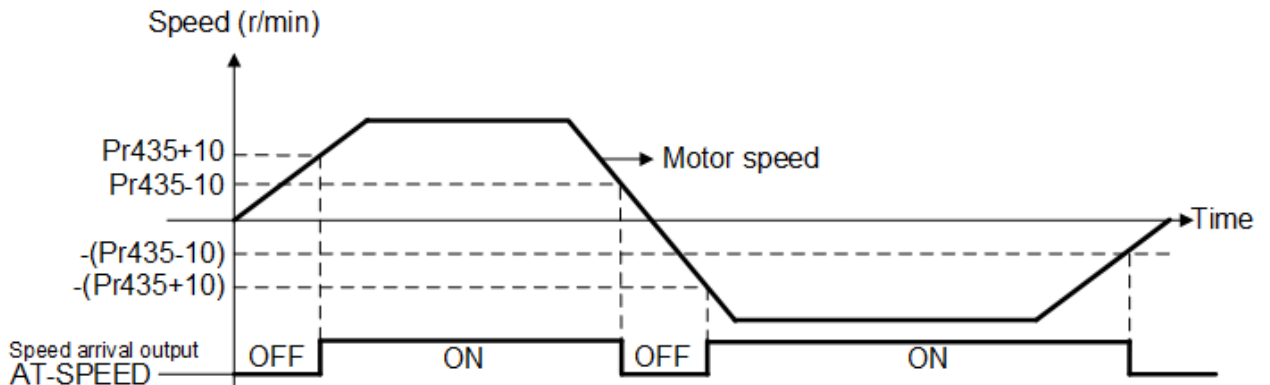 Speed (r/min)
Pr435+10
Motor speed
Pr435-10
Time
-(Pr435-10)
-(Pr435+10)
Speed arrival output
AT-SPEED
OFF
ON
OFF
ON